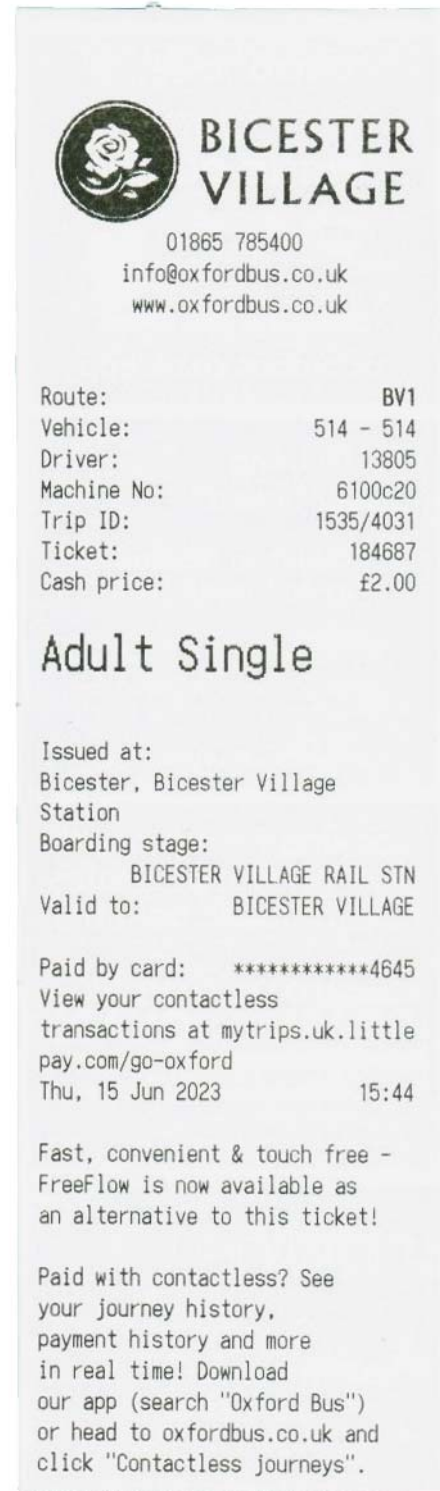 BICESTER
VILLAGE
01865 785400
info@oxfordbus.co.uk
www.oxfordbus.co.uk
Route: BV1
Vehicle: 514 - 514
Driver: 13805
Machine No: 6100c20
Trip ID: 1535/4031
Ticket: 184687
Cash price: £2.00
Adult Single
Issued at:
Bicester, Bicester Village
Station
Boarding stage:
BICESTER VILLAGE RAIL STN
Valid to: BICESTER VILLAGE
Paid by card: ************4645
View your contactless
transactions at mytrips.uk.little
pay.com/go-oxford
Thu, 15 Jun 2023 15:44
Fast, convenient & touch free -
FreeFlow is now available as
an alternative to this ticket!
Paid with contactless? See
your journey history,
payment history and more
in real time! Download
our app (search "Oxford Bus")
or head to oxfordbus.co.uk and
click "Contactless journeys".